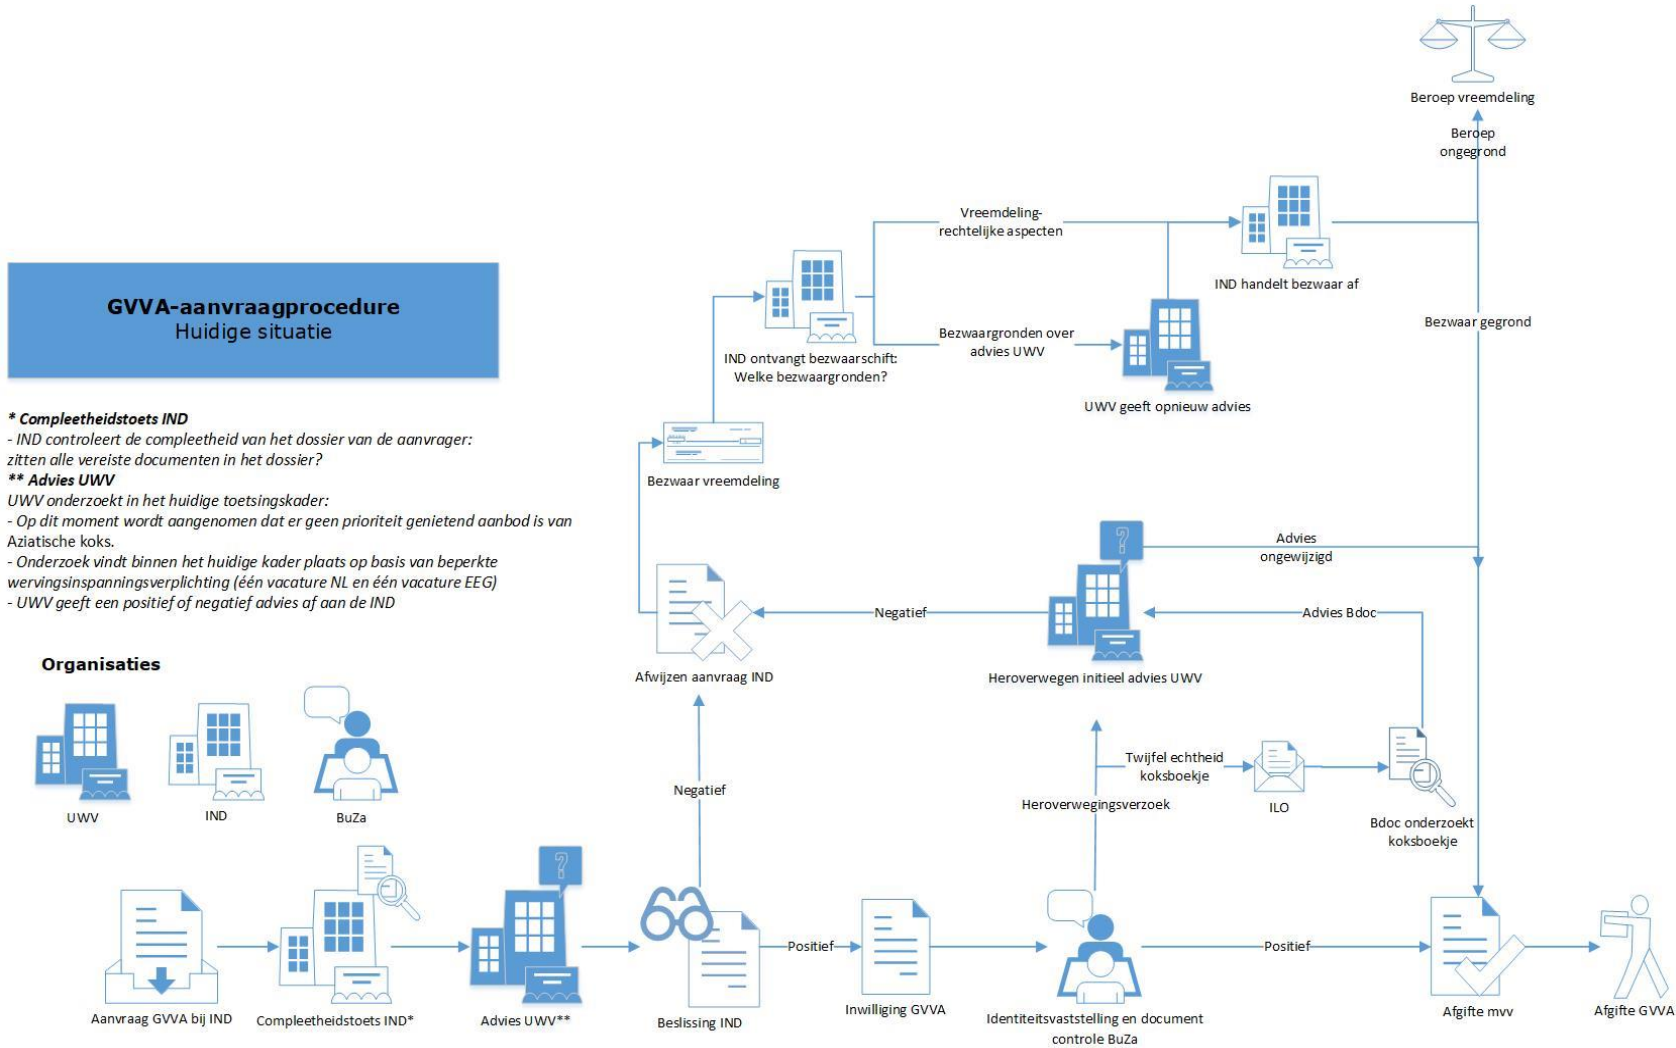 Beroep vreemdeling
Beroep
ongegrond
Vreemdeling-
rechtelijke aspecten
IND handelt bezwaar af
GVVA-aanvraagprocedure
Huidige situatie
Bezwaar gegrond
Bezwaargronden over
advies UWV
IND ontvangt bezwaarschift:
Welke bezwaargronden?
UWV geeft opnieuw advies
* Compleetheidstoets IND
- IND controleert de compleetheid van het dossier van de aanvrager:
zitten alle vereiste documenten in het dossier?
** Advies UWV
UWV onderzoekt in het huidige toetsingskader:
- Op dit moment wordt aangenomen dat er geen prioriteit genietend aanbod is van
Aziatische koks.
- Onderzoek vindt binnen het huidige kader plaats op basis van beperkte
wervingsinspanningsverplichting (één vacature NL en één vacature EEG)
- UWV geeft een positief of negatief advies af aan de IND
Bezwaar vreemdeling
?
Advies
ongewijzigd
Negatief
Advies Bdoc
Afwijzen aanvraag IND
Heroverwegen initieel advies UWV
Organisaties
UWV
IND
BuZa
Negatief
Twijfel echtheid
koksboekje
Heroverwegingsverzoek
ILO
Bdoc onderzoekt
koksboekje
?
Positief
Positief
Aanvraag GVVA bij IND
Compleetheidstoets IND*
Advies UWV**
Beslissing IND
Inwilliging GVVA
Identiteitsvaststelling en document
controle BuZa
Afgifte mvv
Afgifte GVVA